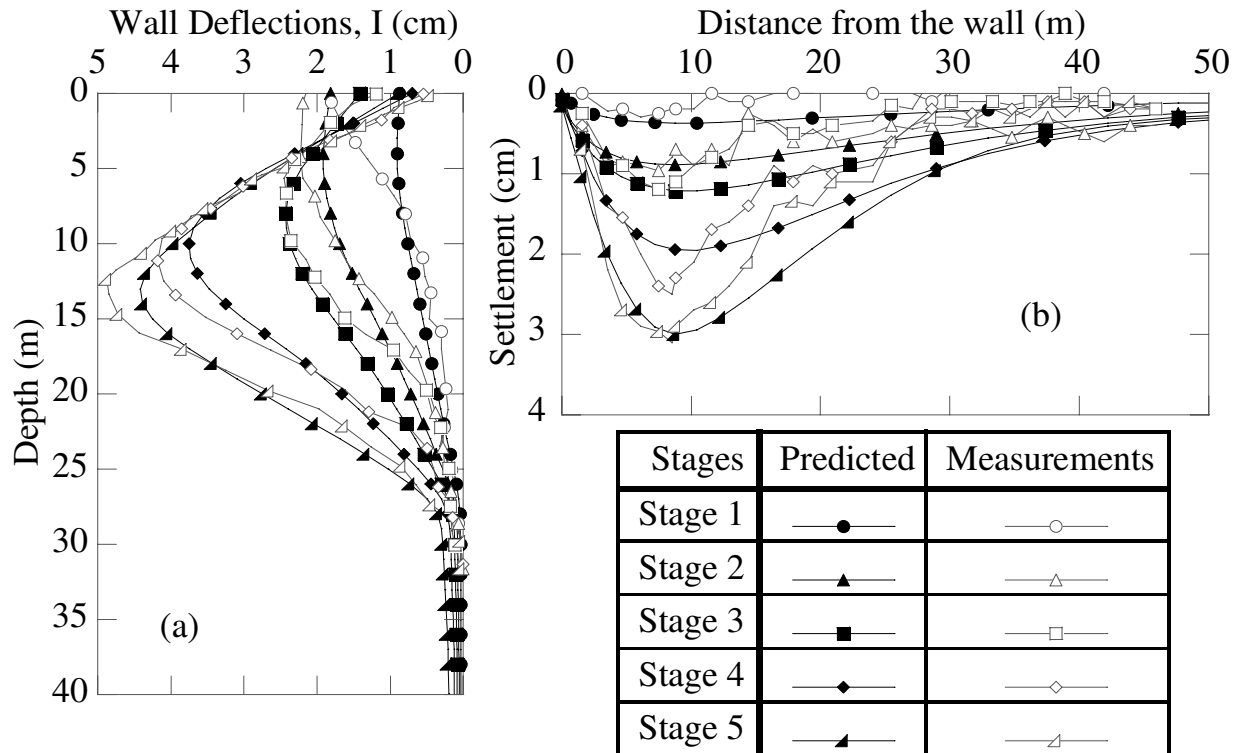 Wall Deflections, I (cm)
5 4 3 2 1 0
0
5
10
15
20
25
30
35
40
Depth (m)
(a)
Distance from the wall (m)
0 10 20 30 40 50
0
1
2
3
4
Settlement (cm)
(b)
Stages Predicted Measurements
Stage 1
Stage 2
Stage 3
Stage 4
Stage 5